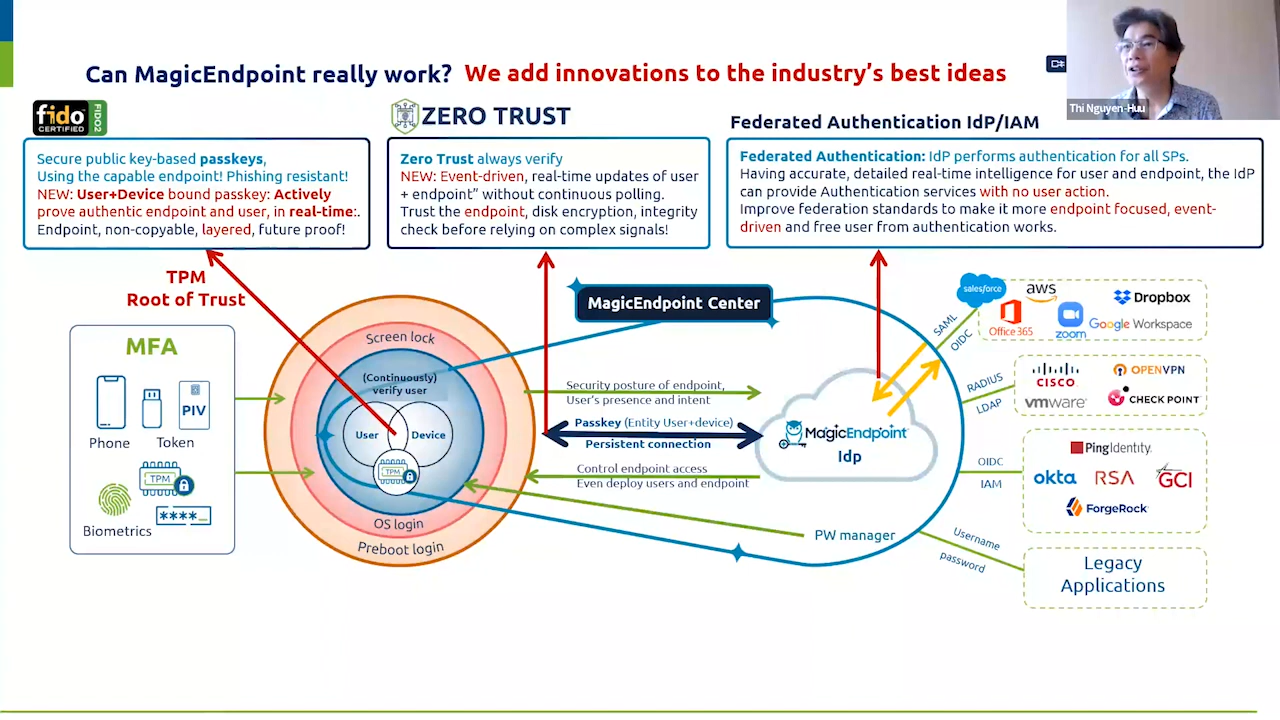 Can MagicEndpoint really work? We add innovations to the industry's best ideas
Thi Nguyen-Huu
fido
CERTIFIED
FIDO2
ZERO TRUST
Federated Authentication IdP/IAM
Secure public key-based passkeys,
Using the capable endpoint! Phishing resistant!
NEW: User+Device bound passkey: Actively
prove authentic endpoint and user, in real-time:.
Endpoint, non-copyable, layered, future proof!
Zero Trust always verify
NEW: Event-driven, real-time updates of user
+ endpoint” without continuous polling.
Trust the endpoint, disk encryption, integrity
check before relying on complex signals!
Federated Authentication: IdP performs authentication for all SPs.
Having accurate, detailed real-time intelligence for user and endpoint, the IdP
can provide Authentication services with no user action.
Improve federation standards to make it more endpoint focused, event-
driven and free user from authentication works.
TPM
Root of Trust
MFA
Phone
Token
PIV
TPM
Biometrics
****_
Screen lock
(Continuously)
verify user
User
Device
TPM
OS login
Preboot login
MagicEndpoint Center
Security posture of endpoint,
User's presence and intent
Passkey (Entity User+device)
Persistent connection
Control endpoint access
Even deploy users and endpoint
PW manager
MagicEndpoint
Idp
SAML
OIDC
salesforce
aws
Dropbox
Office 365
zoom
Google Workspace
RADIUS
LDAP
CISCO
OPENVPN
vmware
CHECK POINT
OIDC
IAM
PingIdentity
okta
RSA
GCI
ForgeRock
Username
password
Legacy
Applications